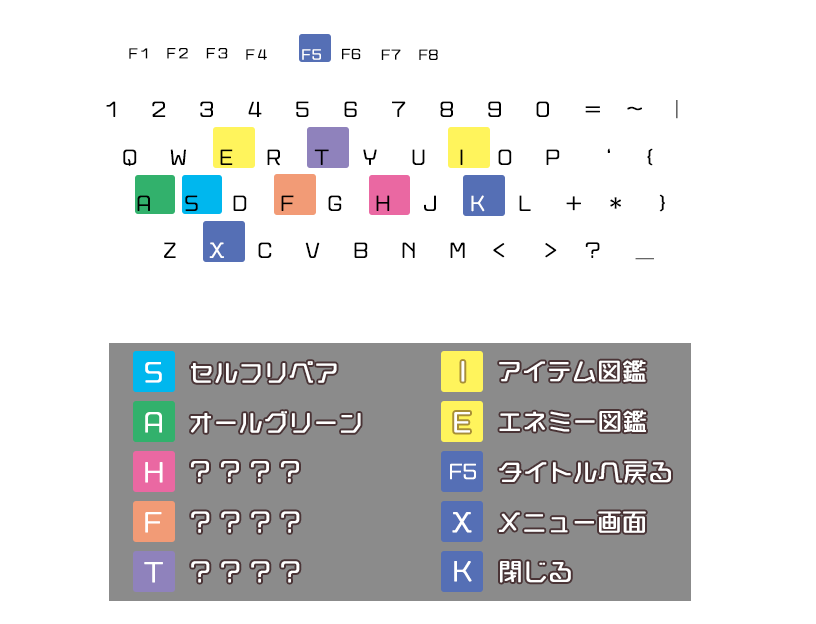 F1 F2 F3 F4 F5 F6 F7 F8
1 2 3 4 5 6 7 8 9 0 = ~ |
Q W E R T Y U I O P ` {
A S D F G H J K L + * }
Z X C V B N M < > ? _
S セルフリペア I アイテム図鑑
A オールグリーン E エネミー図鑑
H ???? F5 タイトルへ戻る
F ???? X メニュー画面
T ???? K 閉じる